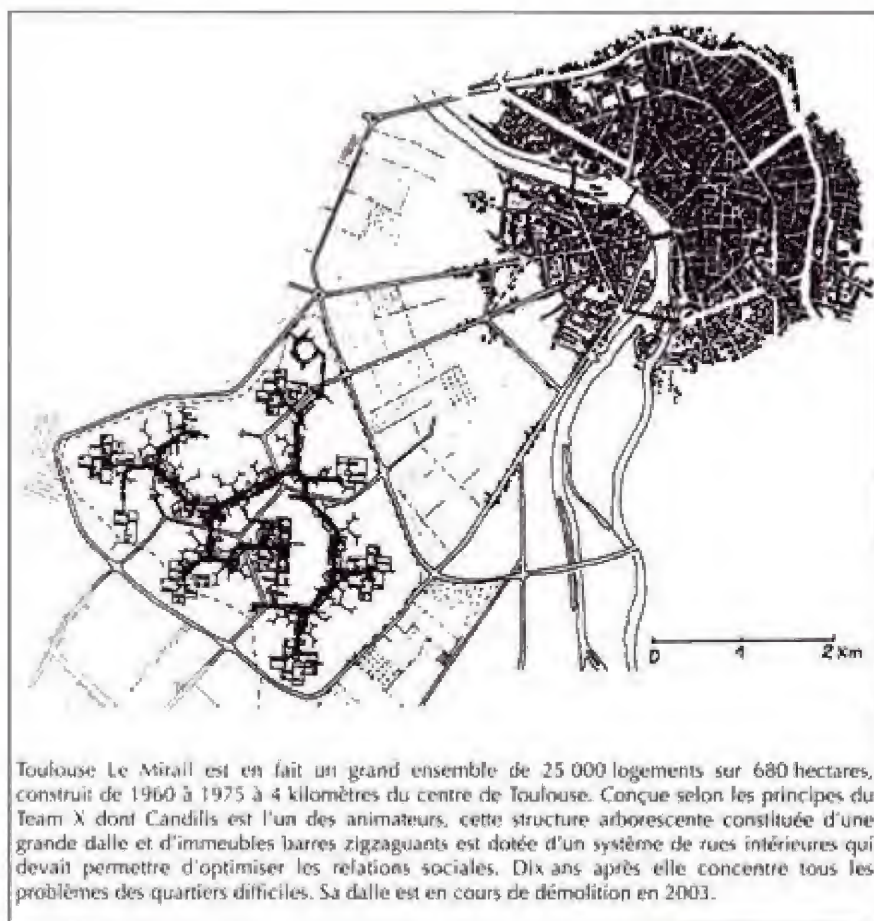 0 1 2 Km
Toulouse Le Mirail est en fait un grand ensemble de 25 000 logements sur 680 hectares,
construit de 1960 à 1975 à 4 kilomètres du centre de Toulouse. Conçue selon les principes du
Team X dont Candilis est l'un des animateurs, cette structure arborescente constituée d'une
grande dalle et d'immeubles barres zigzaguants est dotée d'un système de rues intérieures qui
devait permettre d'optimiser les relations sociales. Dix ans après elle concentre tous les
problèmes des quartiers difficiles. Sa dalle est en cours de démolition en 2003.